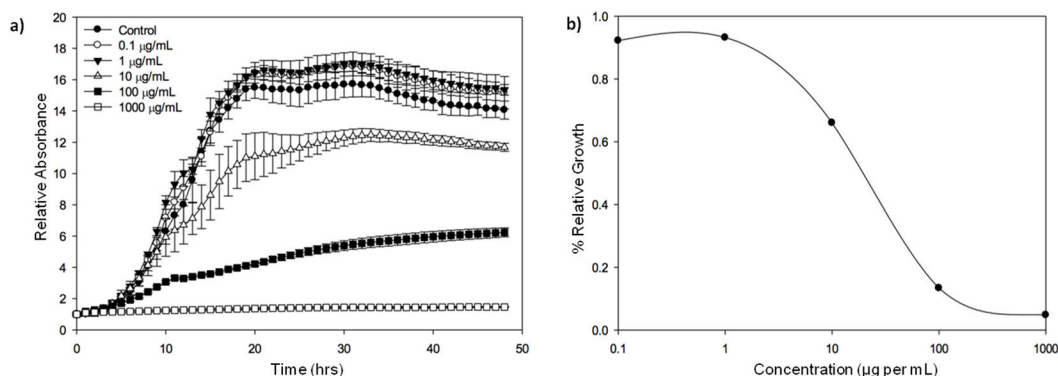 a)
Relative Absorbance
20
18
16
14
12
10
8
6
4
2
0
Control
0.1 µg/mL
1 µg/mL
10 µg/mL
100 µg/mL
1000 µg/mL
0
10
20
30
40
50
Time (hrs)
b)
% Relative Growth
1.0
0.8
0.6
0.4
0.2
0.0
0.1
1
10
100
1000
Concentration (µg per mL)